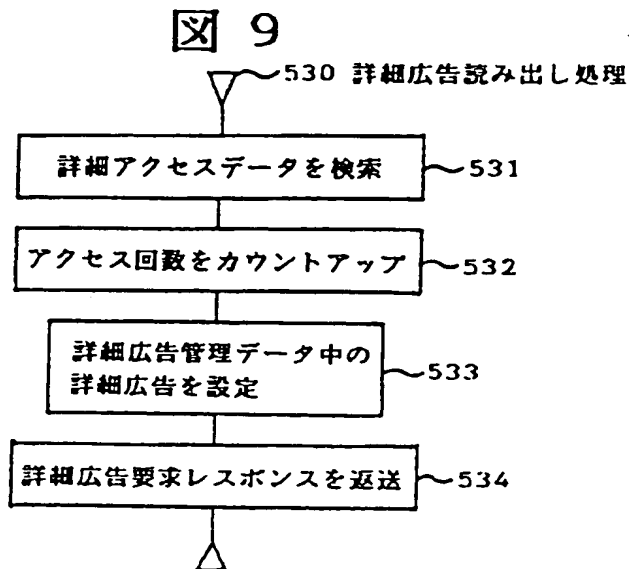 図 9
530 詳細広告読み出し処理
詳細アクセスデータを検索 531
アクセス回数をカウントアップ 532
詳細広告管理データ中の
詳細広告を設定 533
詳細広告要求レスポンスを返送 534